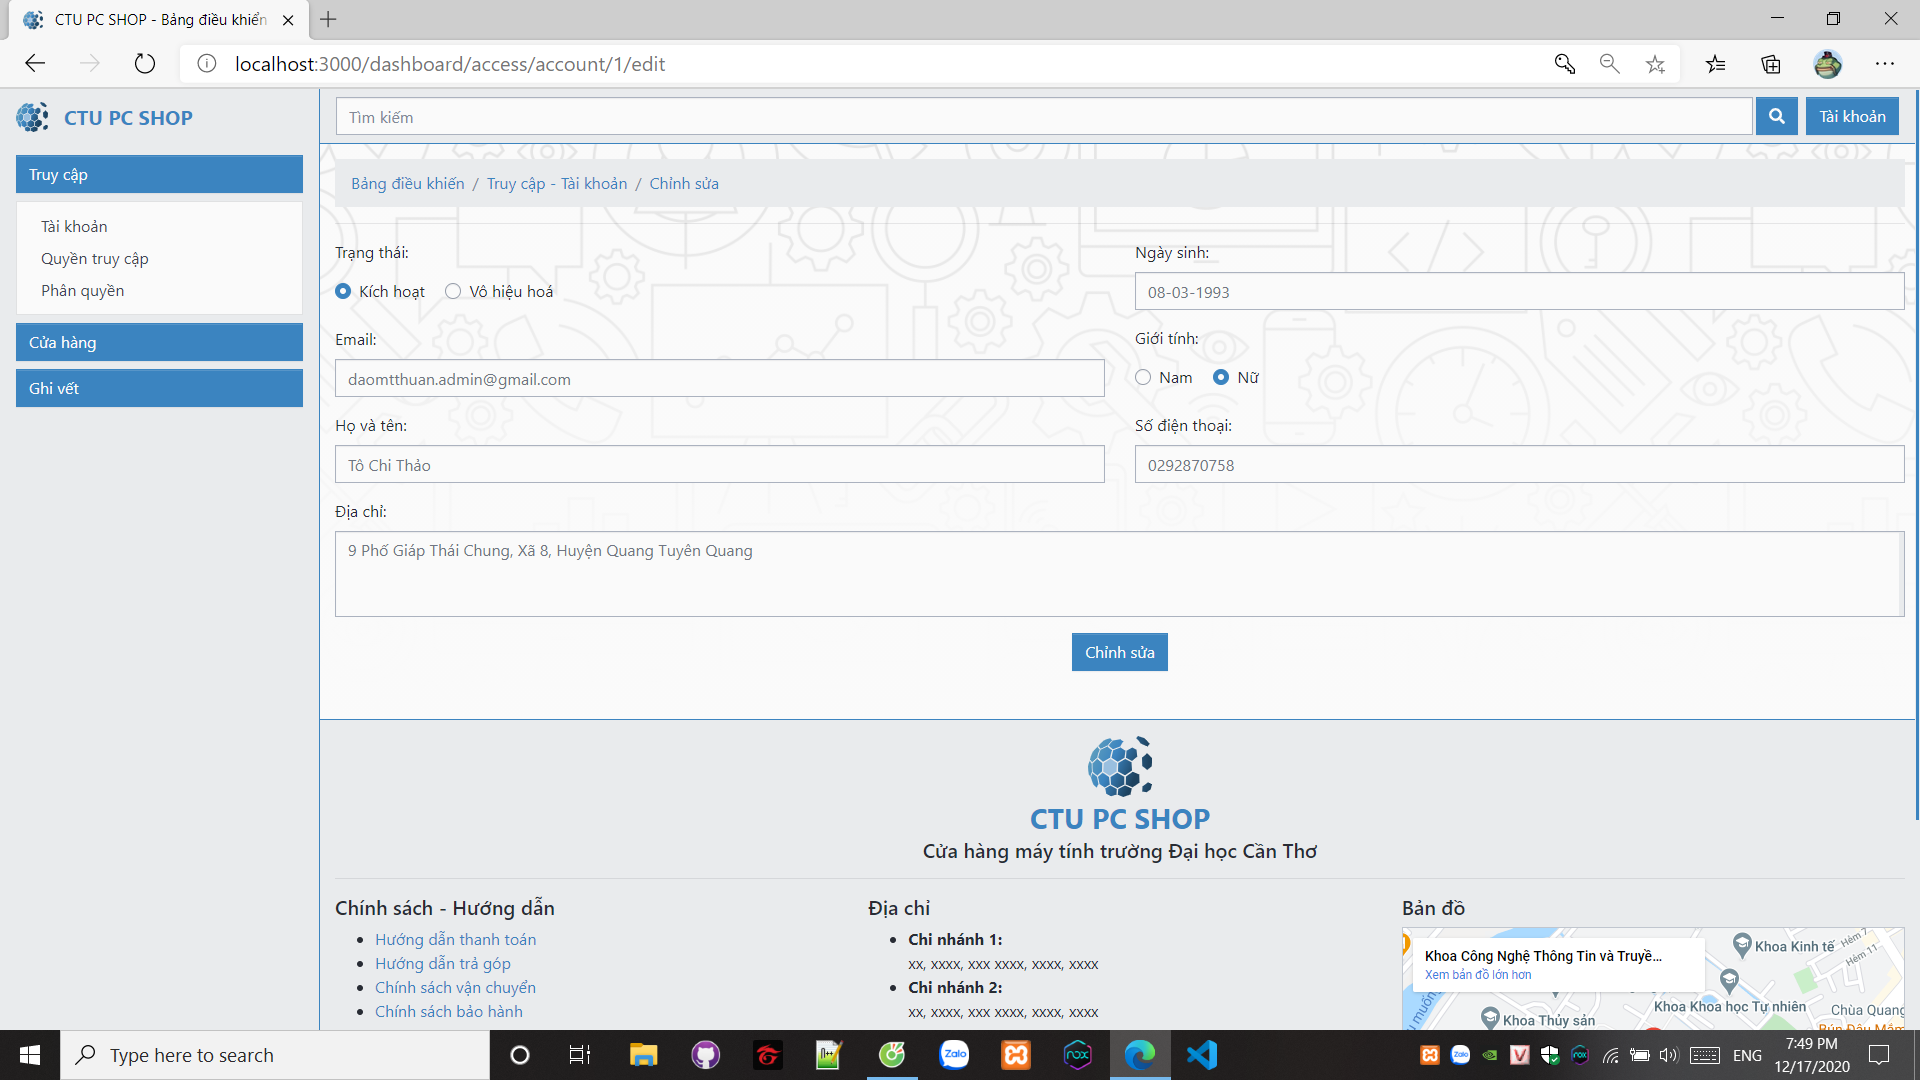 CTU PC SHOP - Bảng điều khiển
localhost:3000/dashboard/access/account/1/edit
CTU PC SHOP
Tìm kiếm
Tài khoản
Truy cập
Tài khoản
Quyền truy cập
Phân quyền
Cửa hàng
Ghi vết
Bảng điều khiển / Truy cập - Tài khoản / Chỉnh sửa
Trạng thái:
Kích hoạt
Vô hiệu hoá
Ngày sinh:
08-03-1993
Email:
daomtthuan.admin@gmail.com
Giới tính:
Nam
Nữ
Họ và tên:
Tô Chi Thảo
Số điện thoại:
0292870758
Địa chỉ:
9 Phố Giáp Thái Chung, Xã 8, Huyện Quang Tuyên Quang
Chỉnh sửa
CTU PC SHOP
Cửa hàng máy tính trường Đại học Cần Thơ
Chính sách - Hướng dẫn
Hướng dẫn thanh toán
Hướng dẫn trả góp
Chính sách vận chuyển
Chính sách bảo hành
Địa chỉ
Chi nhánh 1:
xx, xxxx, xxx xxxx, xxxx, xxxx
Chi nhánh 2:
xx, xxxx, xxx xxxx, xxxx, xxxx
Bản đồ
Khoa Công Nghệ Thông Tin và Truyề...
Xem bản đồ lớn hơn
Khoa Kinh tế
Hẻm 7
Hẻm 11
Khoa Khoa học Tự nhiên
Chùa Quang
Khoa Thủy sản
Bún Đậu Mắm
Type here to search
Zalo
nox
ENG
7:49 PM
12/17/2020